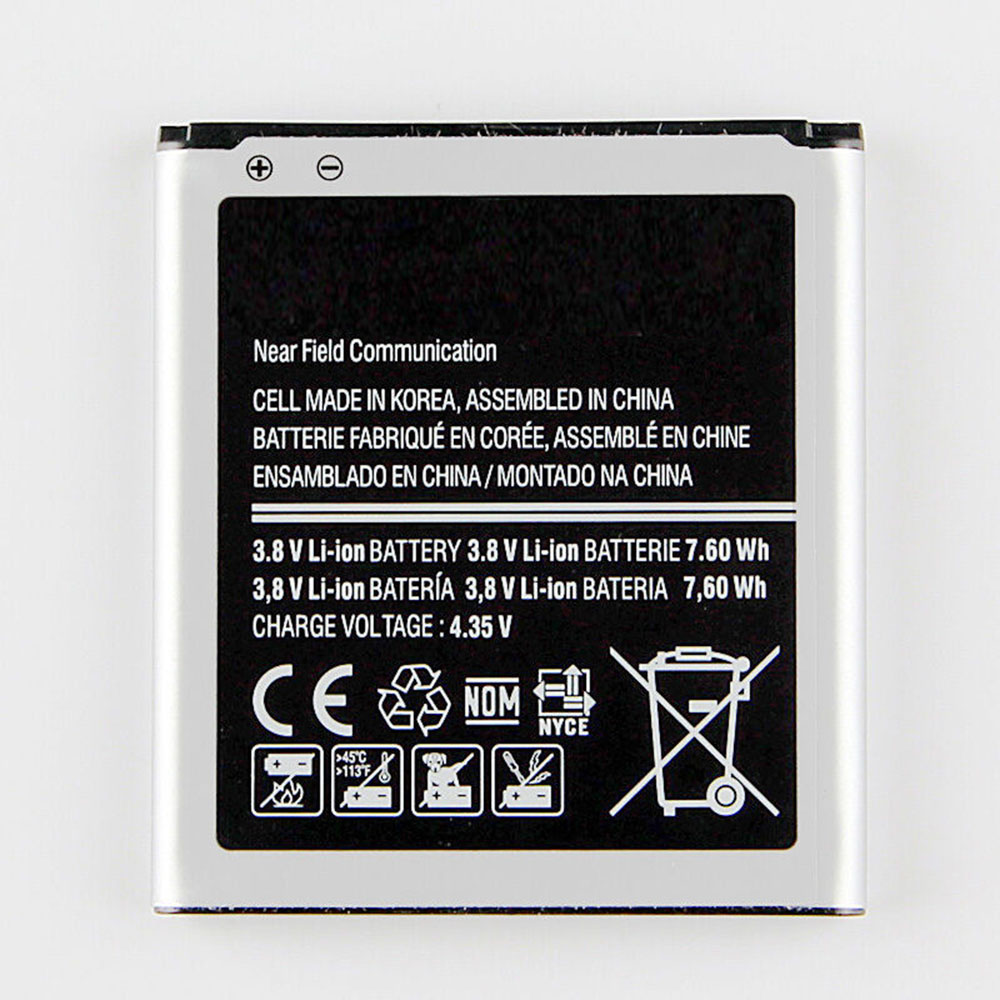 Near Field Communication
CELL MADE IN KOREA, ASSEMBLED IN CHINA
BATTERIE FABRIQUÉ EN CORÉE, ASSEMBLÉ EN CHINE
ENSAMBLADO EN CHINA / MONTADO NA CHINA
3.8 V Li-ion BATTERY 3.8 V Li-ion BATTERIE 7.60 Wh
3,8 V Li-ion BATERÍA 3,8 V Li-ion BATERIA 7,60 Wh
CHARGE VOLTAGE : 4.35 V
CE NOM NYCE
>45°C
>113°F